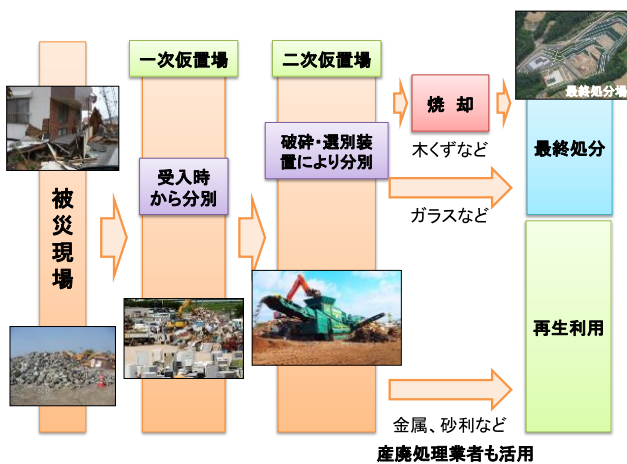 一次仮置場
二次仮置場
最終処分場
焼 却
木くずなど
破砕・選別装
置により分別
最終処分
受入時
から分別
ガラスなど
被災現場
再生利用
金属、砂利など
産廃処理業者も活用